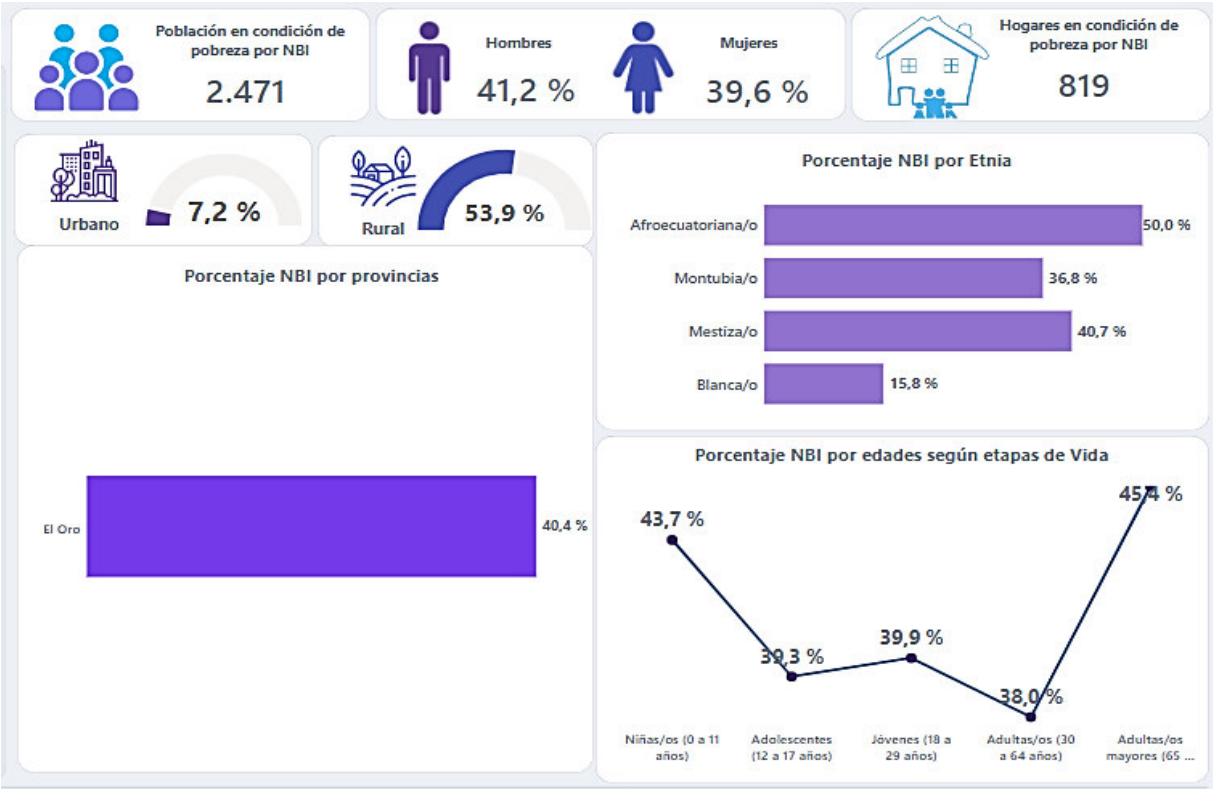 Población en condición de
pobreza por NBI
2.471
Hombres
41,2 %
Mujeres
39,6 %
Hogares en condición de
pobreza por NBI
819
Urbano
7,2 %
Rural
53,9 %
Porcentaje NBI por provincias
El Oro
40,4 %
Porcentaje NBI por Etnia
Afroecuatoriana/o
50,0 %
Montubia/o
36,8 %
Mestiza/o
40,7 %
Blanca/o
15,8 %
Porcentaje NBI por edades según etapas de Vida
43,7 %
39,3 %
39,9 %
38,0 %
45,4 %
Niñas/os (0 a 11
años)
Adolescentes
(12 a 17 años)
Jóvenes (18 a
29 años)
Adultas/os (30
a 64 años)
Adultas/os
mayores (65 ...